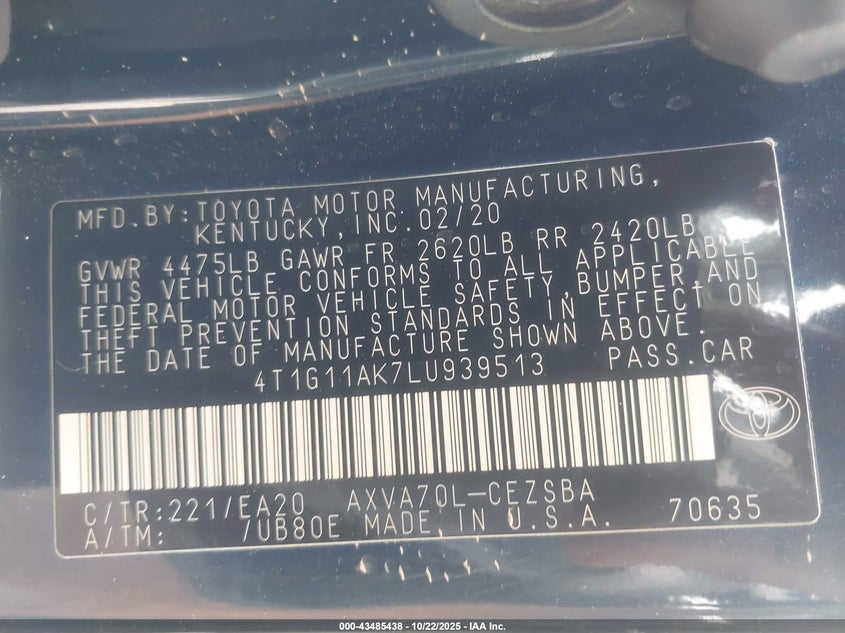 MFD.BY:TOYOTA MOTOR MANUFACTURING,
KENTUCKY,INC.02/20
GVWR 4475LB GAWR FR 2620LB RR 2420LB
THIS VEHICLE CONFORMS TO ALL APPLICABLE
FEDERAL MOTOR VEHICLE SAFETY,BUMPER,AND
THEFT PREVENTION STANDARDS IN EFFECT ON
THE DATE OF MANUFACTURE SHOWN ABOVE.
4T1G11AK7LU939513 PASS.CAR
C/TR:221/EA20 AXVA70L-CEZSBA
A/TM: /UB80E MADE IN U.S.A. 70635
000-43485438 - 10/22/2025 - IAA Inc.